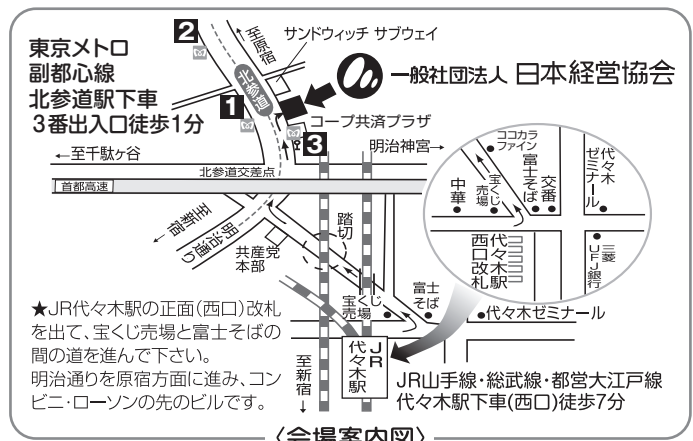 東京メトロ
副都心線
北参道駅下車
3番出入口徒歩1分
2
至原宿
サンドウィッチ サブウェイ
北参道
一般社団法人 日本経営協会
1
3
コープ共済プラザ
←至千駄ヶ谷
明治神宮→
北参道交差点
首都高速
至新宿
明治通り
共産党
本部
踏切
ココカラ
ファイン
中華
宝くじ
売場
富士そば
交番
代々木
ゼミナール
代々木駅
西口改札
三菱
UFJ銀行
★JR代々木駅の正面(西口)改札
を出て、宝くじ売場と富士そばの
間の道を進んで下さい。
明治通りを原宿方面に進み、コン
ビニ・ローソンの先のビルです。
宝くじ
売場
富士
そば
代々木ゼミナール
至新宿
↓
JR
代々木駅
JR山手線・総武線・都営大江戸線
代々木駅下車(西口)徒歩7分
〈会場案内図〉